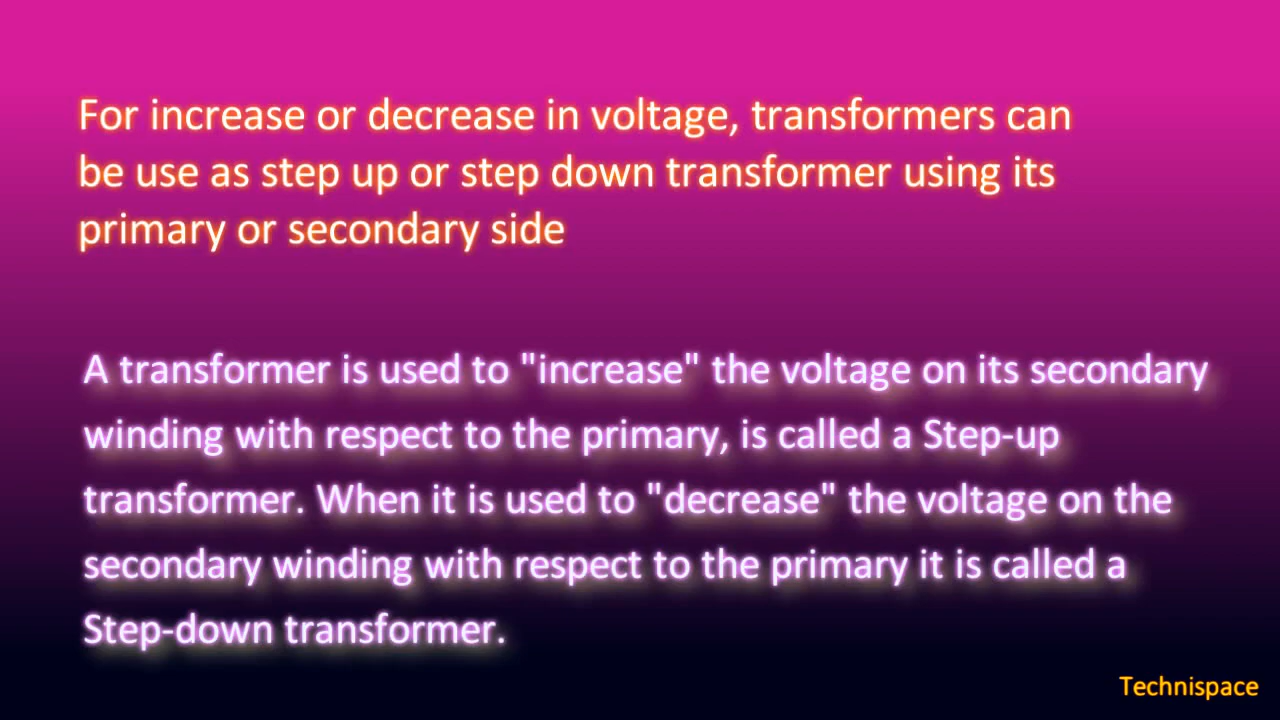 For increase or decrease in voltage, transformers can
be use as step up or step down transformer using its
primary or secondary side
A transformer is used to "increase" the voltage on its secondary
winding with respect to the primary, is called a Step-up
transformer. When it is used to "decrease" the voltage on the
secondary winding with respect to the primary it is called a
Step-down transformer.
Technispace